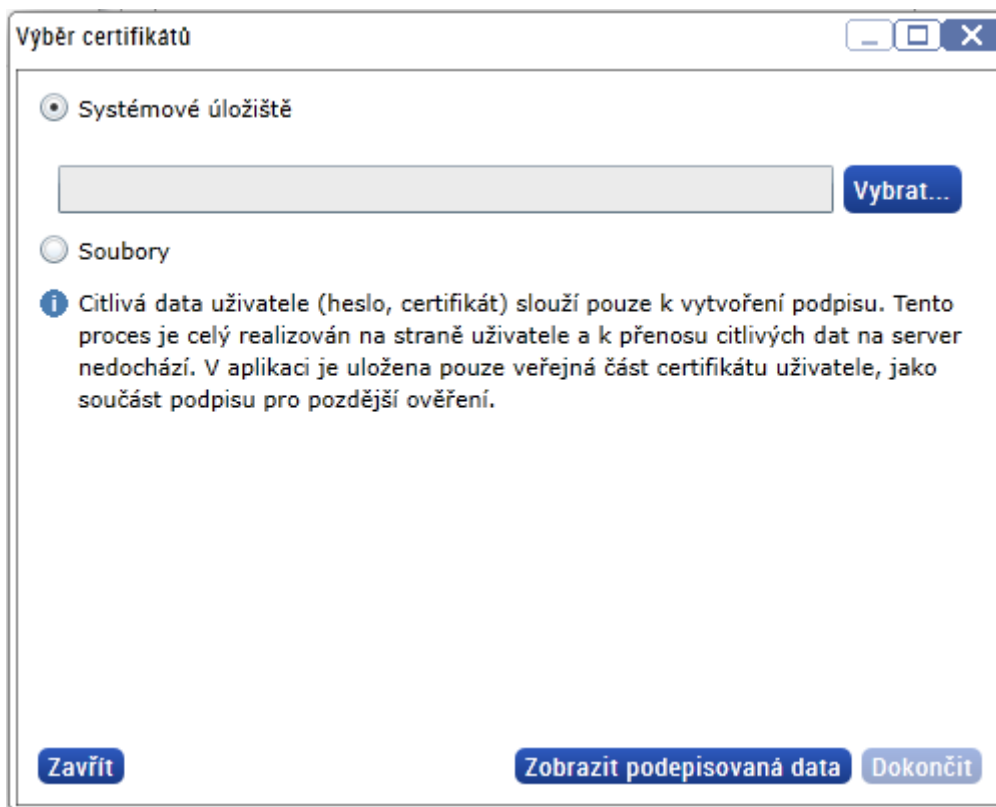 Výběr certifikátů
Systémové úložiště
Vybrat...
Soubory
Citlivá data uživatele (heslo, certifikát) slouží pouze k vytvoření podpisu. Tento
proces je celý realizován na straně uživatele a k přenosu citlivých dat na server
nedochází. V aplikaci je uložena pouze veřejná část certifikátu uživatele, jako
součást podpisu pro pozdější ověření.
Zavřít
Zobrazit podepisovaná data
Dokončit